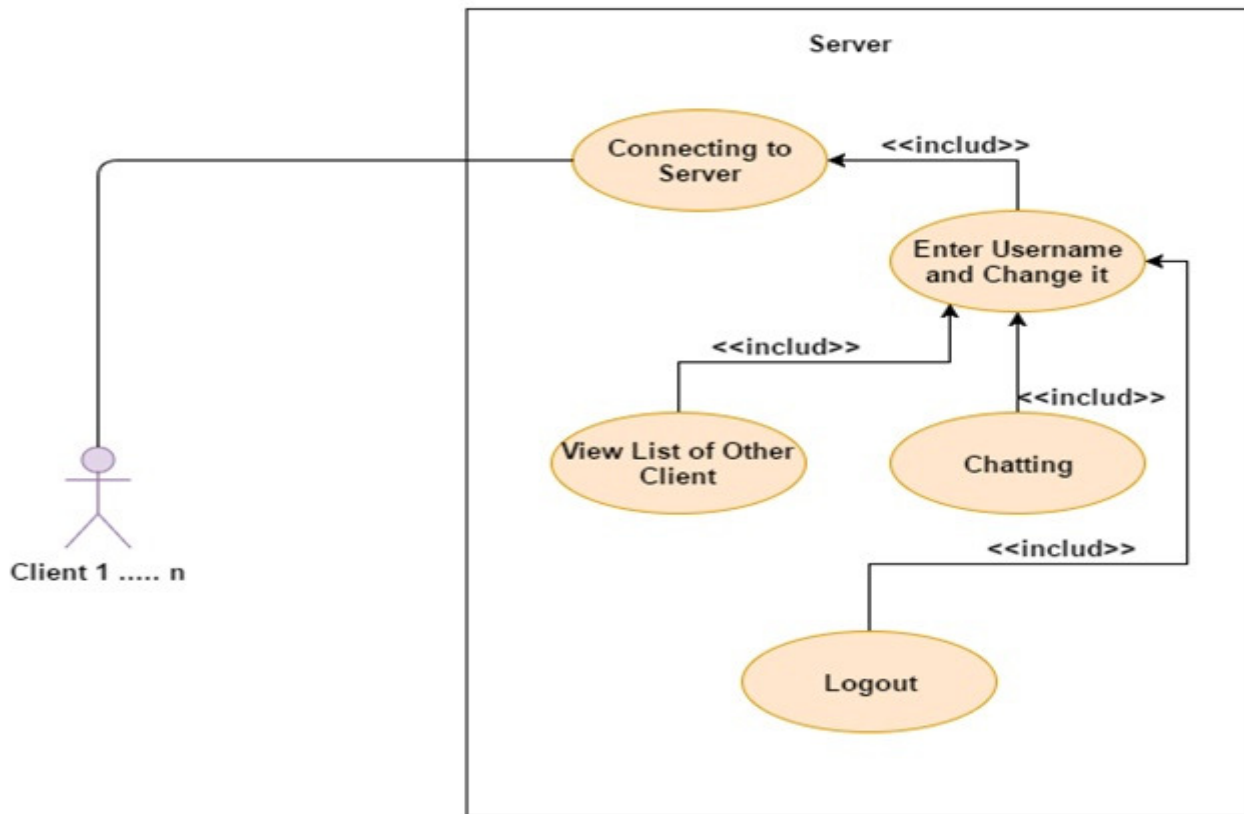 Server
Connecting to
Server
<<includ>>
Enter Username
and Change it
<<includ>>
<<includ>>
View List of Other
Client
Chatting
<<includ>>
Client 1 ..... n
Logout